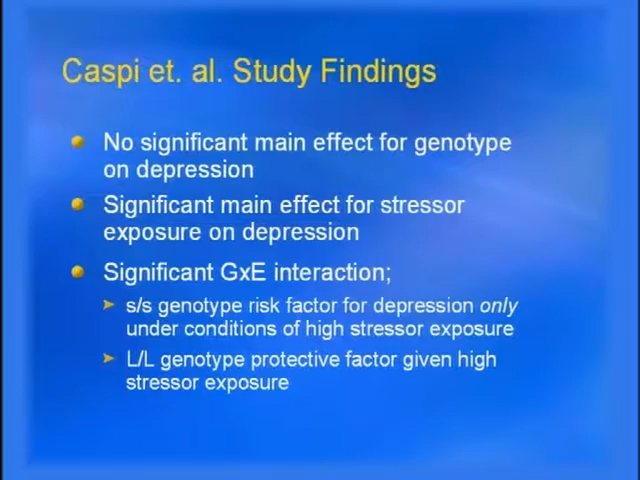 Caspi et. al. Study Findings
No significant main effect for genotype
on depression
Significant main effect for stressor
exposure on depression
Significant GxE interaction;
s/s genotype risk factor for depression only
under conditions of high stressor exposure
L/L genotype protective factor given high
stressor exposure